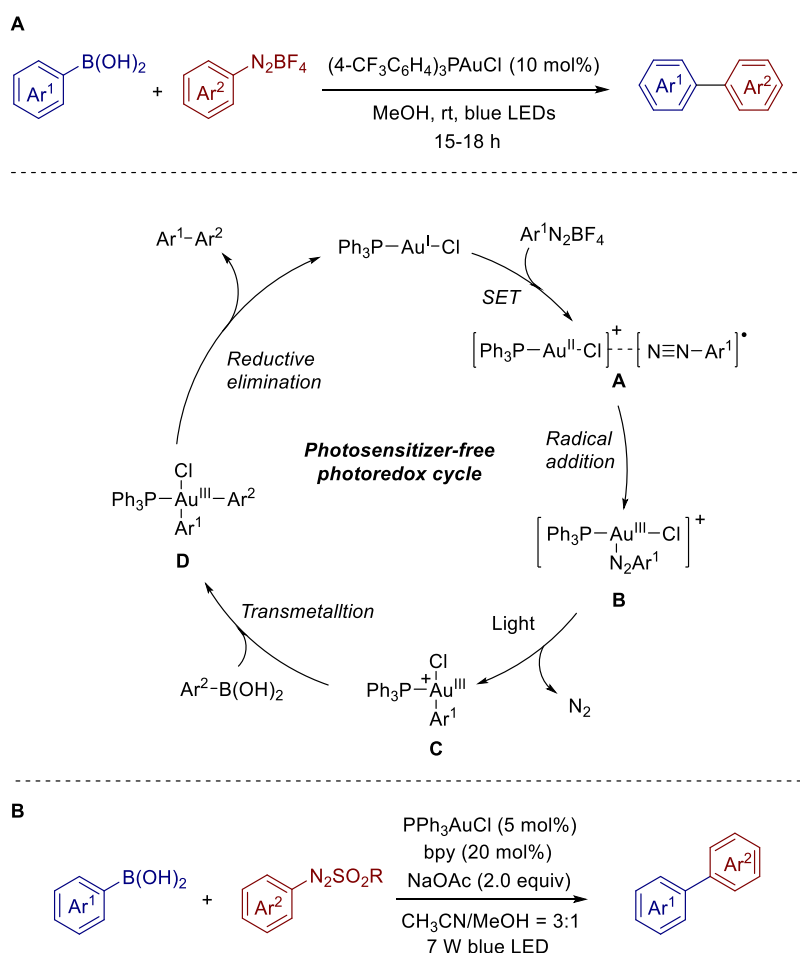 A
B(OH)₂
Ar¹
+
N₂BF₄
Ar²
(4-CF₃C₆H₄)₃PAuCl (10 mol%)
MeOH, rt, blue LEDs
15-18 h
Ar¹
Ar²
Ar¹–Ar²
Ph₃P–Auᴵ–Cl
Ar¹N₂BF₄
SET
[Ph₃P–Auᴵᴵ–Cl]⁺----[N≡N–Ar¹]•
A
Reductive
elimination
Photosensitizer-free
photoredox cycle
Radical
addition
Cl
Ph₃P–Auᴵᴵᴵ–Ar²
Ar¹
D
[Ph₃P–Auᴵᴵᴵ–Cl]⁺
N₂Ar¹
B
Transmetalltion
Light
Ar²–B(OH)₂
Cl
Ph₃P–⁺Auᴵᴵᴵ
Ar¹
C
N₂
B
B(OH)₂
Ar¹
+
N₂SO₂R
Ar²
PPh₃AuCl (5 mol%)
bpy (20 mol%)
NaOAc (2.0 equiv)
CH₃CN/MeOH = 3:1
7 W blue LED
Ar²
Ar¹